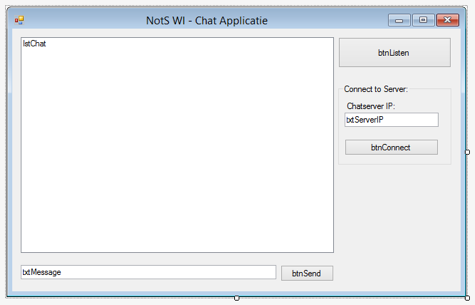 NotS WI - Chat Applicatie
lstChat
btnListen
Connect to Server:
Chatserver IP:
txtServerIP
btnConnect
txtMessage
btnSend